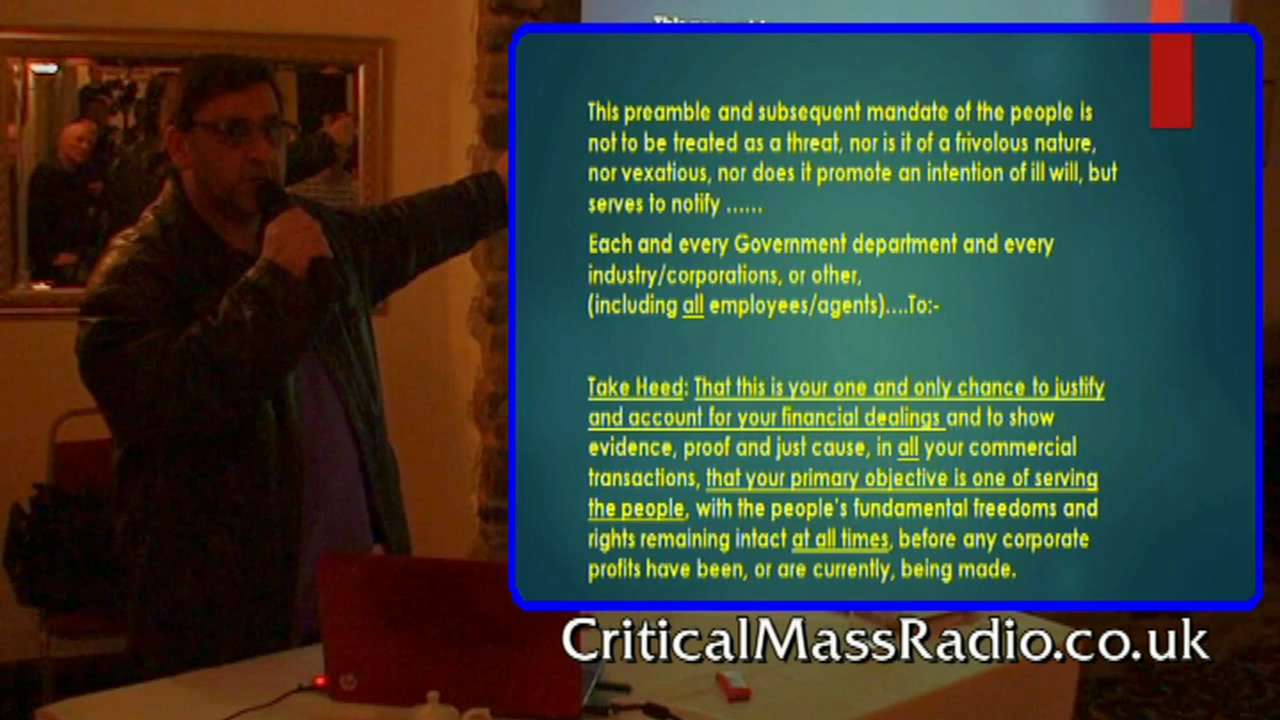 This preamble and subsequent mandate of the people is
not to be treated as a threat, nor is it of a frivolous nature,
nor vexatious, nor does it promote an intention of ill will, but
serves to notify ......
Each and every Government department and every
industry/corporations, or other,
(including all employees/agents)....To:-
Take Heed: That this is your one and only chance to justify
and account for your financial dealings and to show
evidence, proof and just cause, in all your commercial
transactions, that your primary objective is one of serving
the people, with the people's fundamental freedoms and
rights remaining intact at all times, before any corporate
profits have been, or are currently, being made.
hp
CriticalMassRadio.co.uk